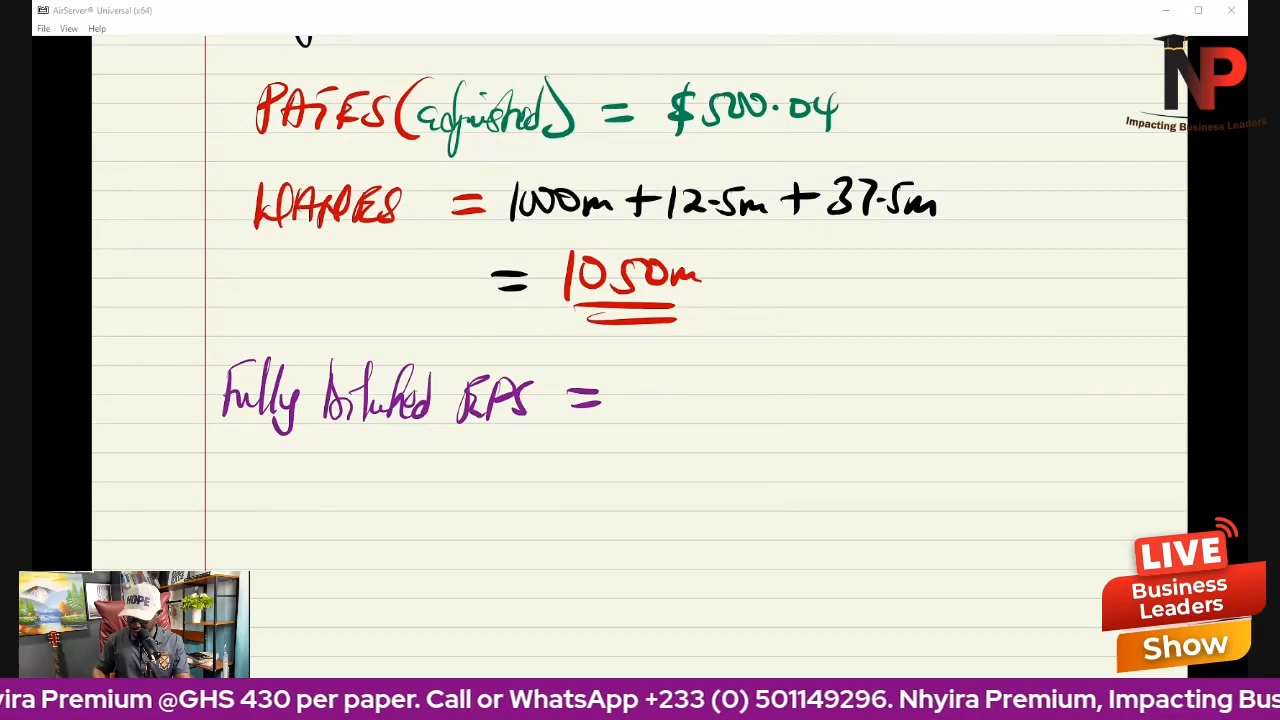 AirServer® Universal (x64)
File View Help
PATES (adjusted) = $500.04
WANES = 1000m + 12.5m + 37.5m
= 1050m
Fully Diluted EPS =
NP
Impacting Business Leaders
HOPE
LIVE
Business
Leaders
Show
yira Premium @GHS 430 per paper. Call or WhatsApp +233 (0) 501149296. Nhyira Premium, Impacting Bus